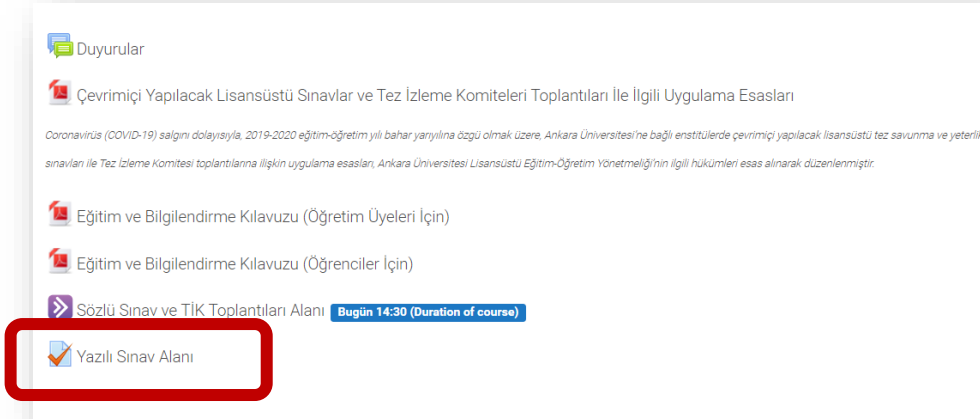 Duyurular
Çevrimiçi Yapılacak Lisansüstü Sınavlar ve Tez İzleme Komiteleri Toplantıları İle İlgili Uygulama Esasları
Coronavirüs (COVID-19) salgını dolayısıyla, 2019-2020 eğitim-öğretim yılı bahar yarıyılına özgü olmak üzere, Ankara Üniversitesi'ne bağlı enstitülerde çevrimiçi yapılacak lisansüstü tez savunma ve yeterlik
sınavları ile Tez İzleme Komitesi toplantılarına ilişkin uygulama esasları, Ankara Üniversitesi Lisansüstü Eğitim-Öğretim Yönetmeliği'nin ilgili hükümleri esas alınarak düzenlenmiştir.
Eğitim ve Bilgilendirme Kılavuzu (Öğretim Üyeleri İçin)
Eğitim ve Bilgilendirme Kılavuzu (Öğrenciler İçin)
Sözlü Sınav ve TİK Toplantıları Alanı Bugün 14:30 (Duration of course)
Yazılı Sınav Alanı